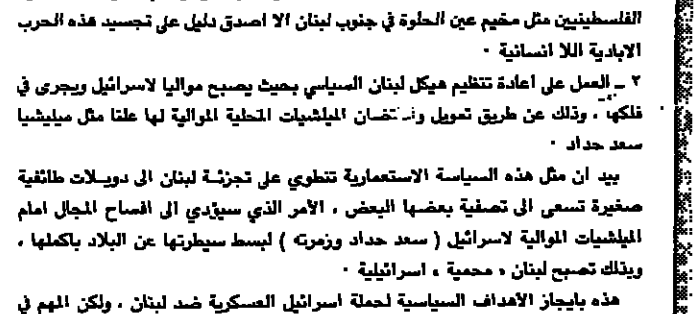 الفلسطينيين مثل مخيم عين الحلوة في جنوب لبنان الا اصدق دليل على تجسيد هذه الحرب
الابادية اللا انسانية .
٢ ـ العمل على اعادة تنظيم هيكل لبنان السياسي بحيث يصبح مواليا لاسرائيل ويجرى في
فلكها ، وذلك عن طريق تمويل الميلشيات المحلية الموالية لها علنا مثل ميليشيا
سعد حداد .
بيد ان مثل هذه السياسة الاستعمارية تنطوي على تجزئة لبنان الى دويلات طائفية
صغيرة تسعى الى تصفية بعضها البعض ، الأمر الذي سيؤدي الى افساح المجال امام
الميلشيات الموالية لاسرائيل ( سعد حداد وزمرته ) لبسط سيطرتها عن البلاد باكملها ،
وبذلك تصبح لبنان « محمية » اسرائيلية .
هذه بايجاز الأهداف السياسية لحملة اسرائيل العسكرية ضد لبنان . ولكن المهم في